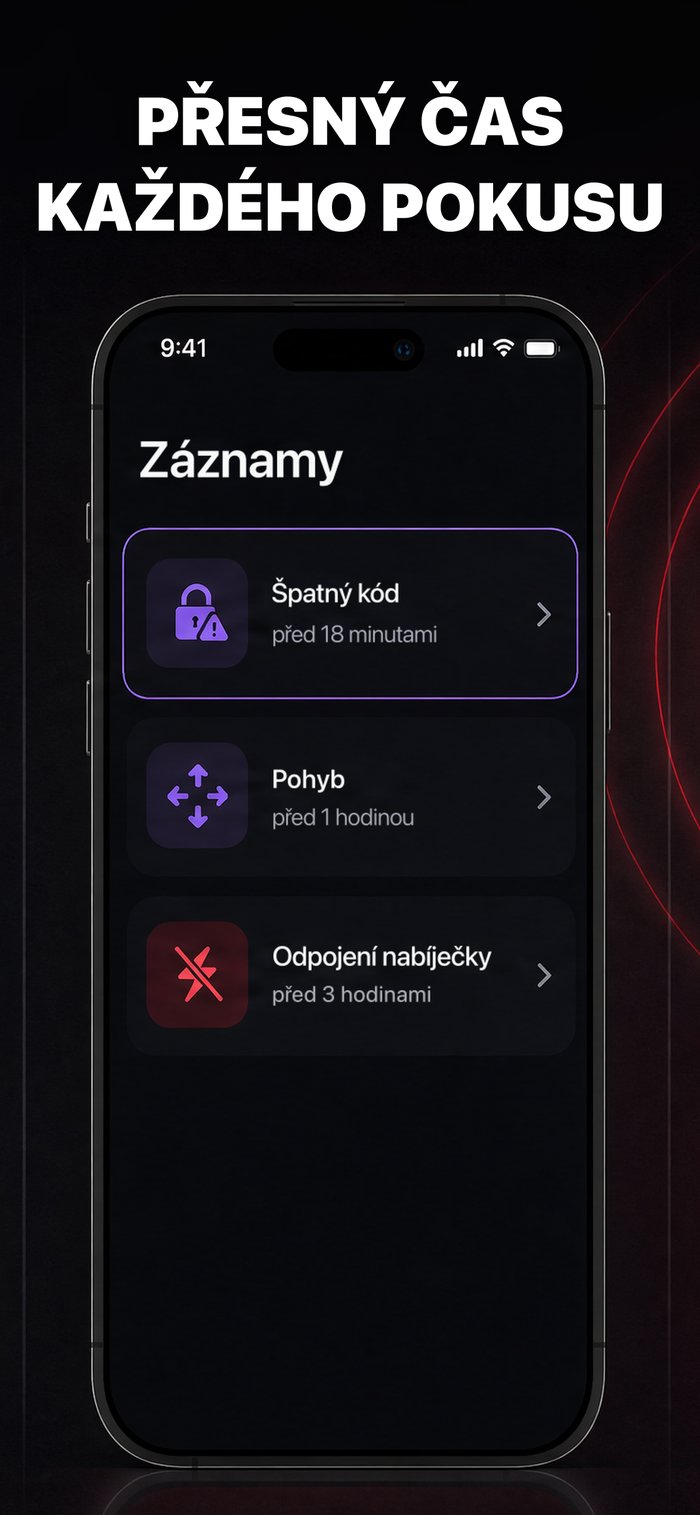 PŘESNÝ ČAS
KAŽDÉHO POKUSU
9:41
Záznamy
Špatný kód
před 18 minutami
Pohyb
před 1 hodinou
Odpojení nabíječky
před 3 hodinami